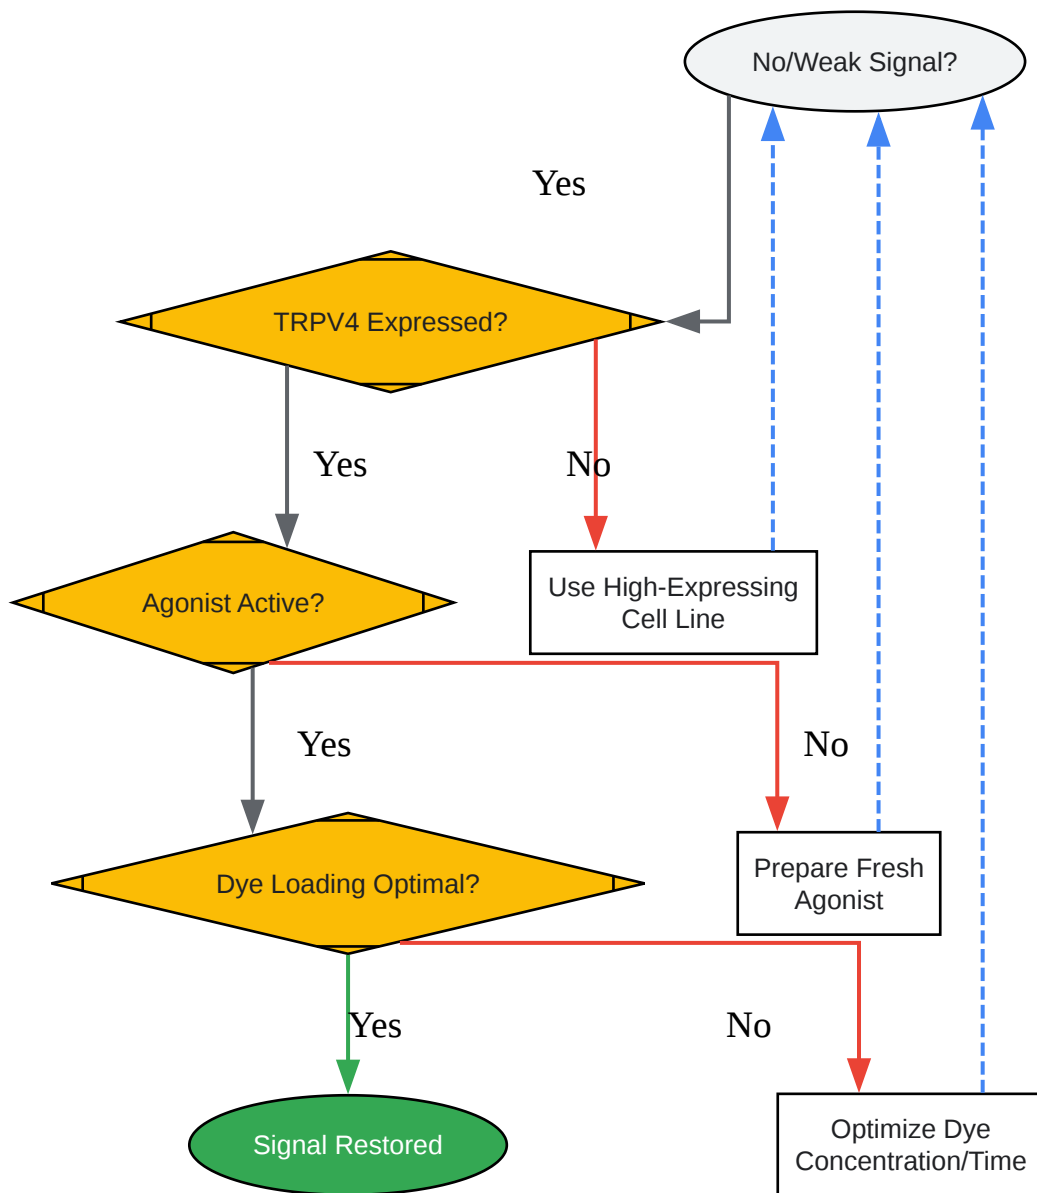 No/Weak Signal?
Yes
TRPV4 Expressed?
Yes
No
Agonist Active?
Use High-Expressing
Cell Line
Yes
No
Dye Loading Optimal?
Prepare Fresh
Agonist
Yes
No
Signal Restored
Optimize Dye
Concentration/Time